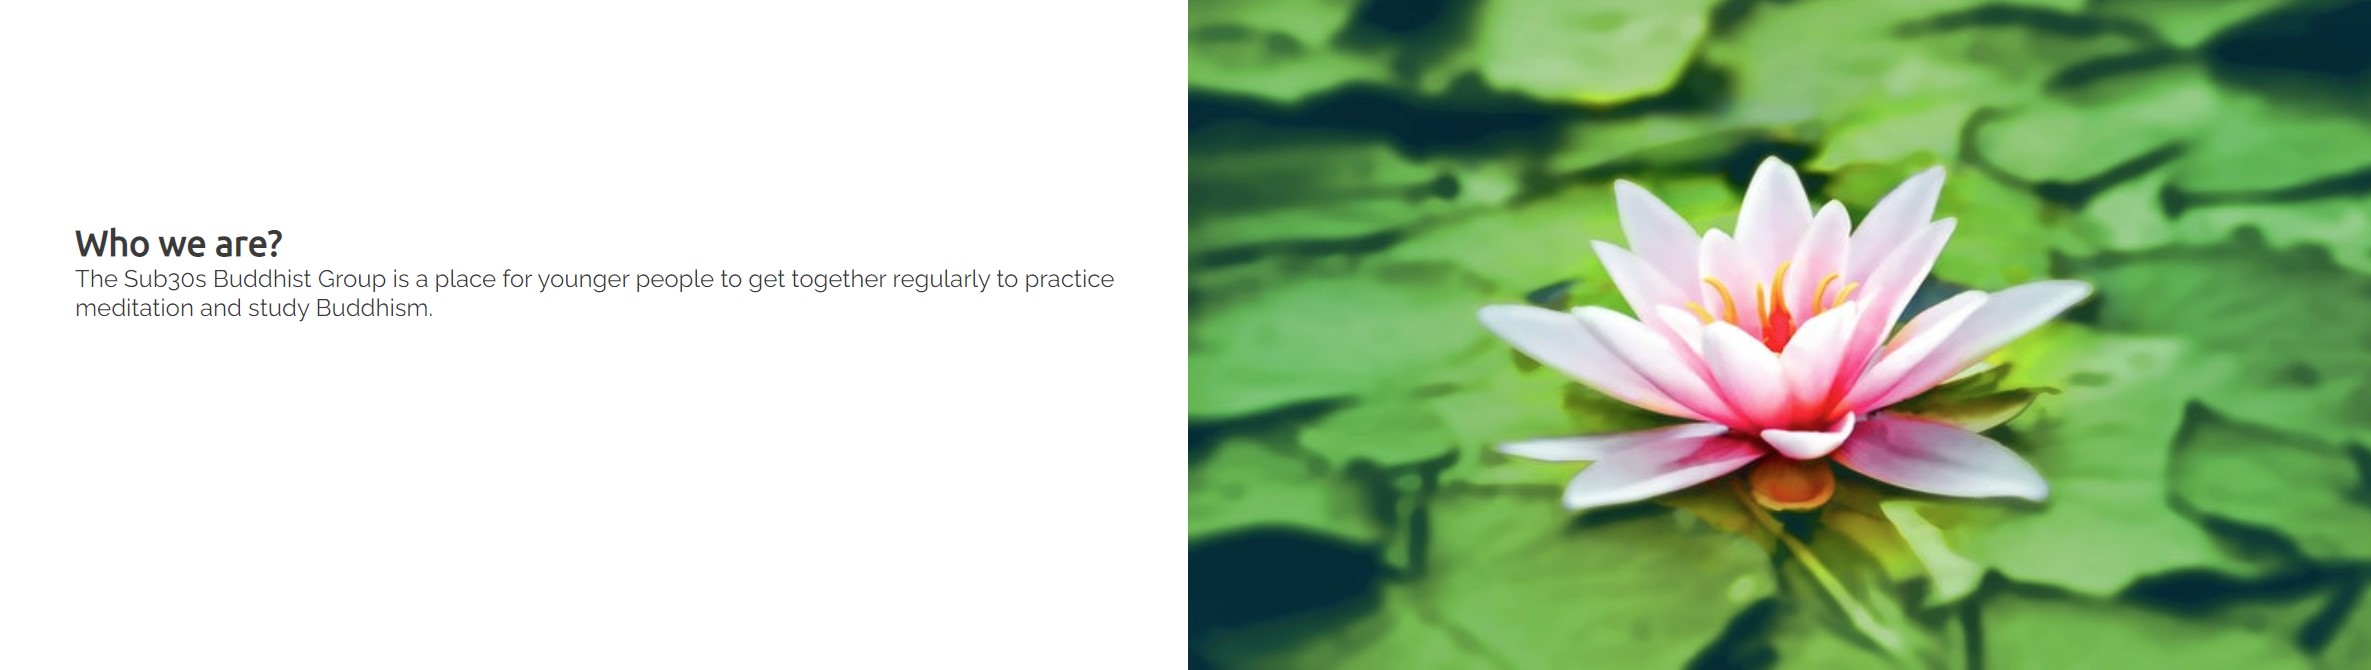 Who we are?
The Sub30s Buddhist Group is a place for younger people to get together regularly to practice
meditation and study Buddhism.